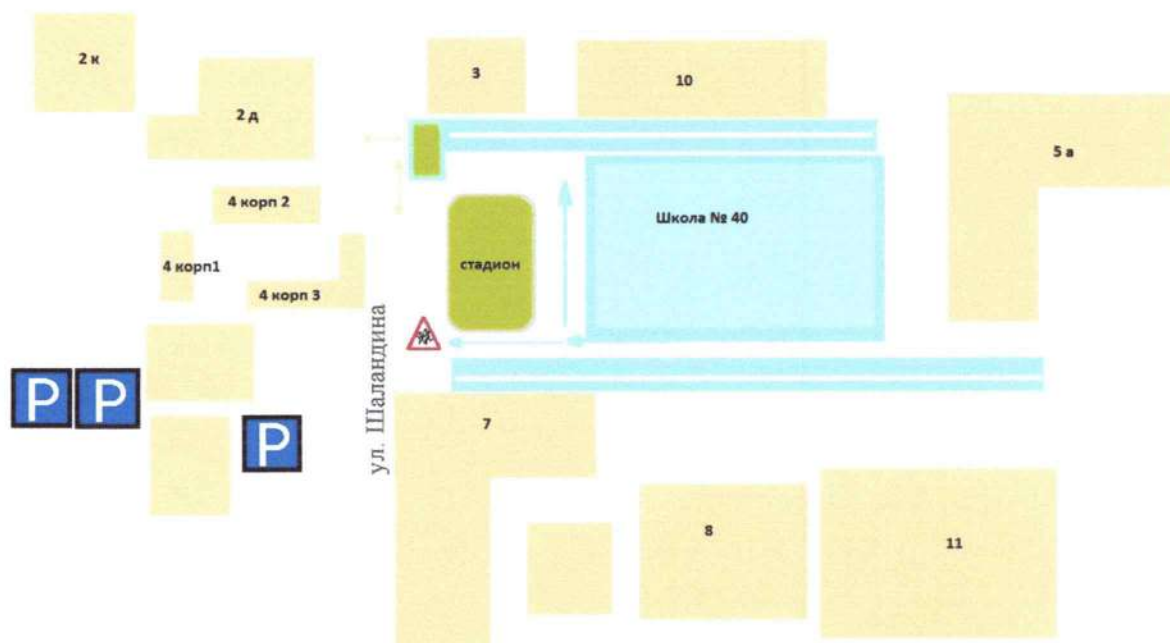 2 к
3
10
2 д
5 а
4 корп 2
Школа № 40
4 корп1
стадион
4 корп 3
ул. Шаландина
P
P
7
P
8
11